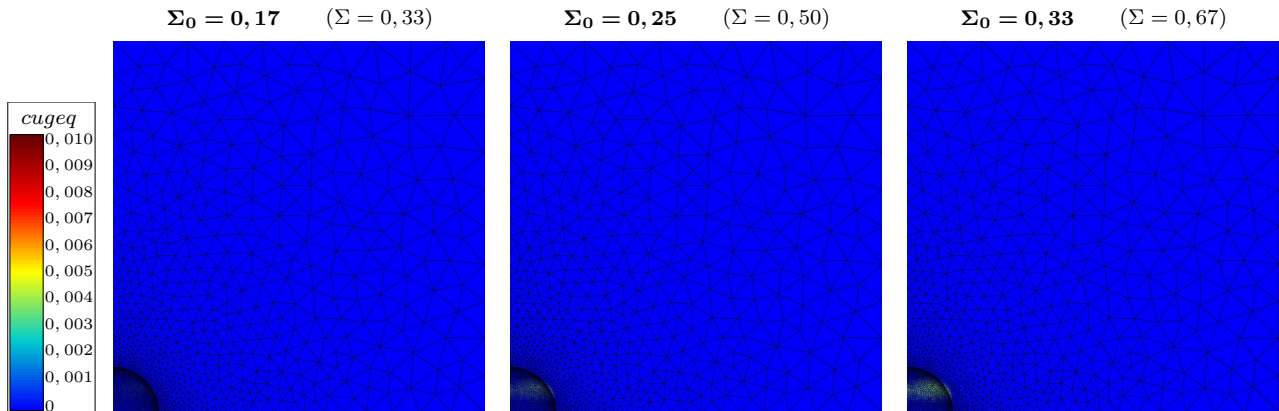 Σ₀ = 0, 17 (Σ = 0, 33)
Σ₀ = 0, 25 (Σ = 0, 50)
Σ₀ = 0, 33 (Σ = 0, 67)
cugeq
0, 010
0, 009
0, 008
0, 007
0, 006
0, 005
0, 004
0, 003
0, 002
0, 001
0